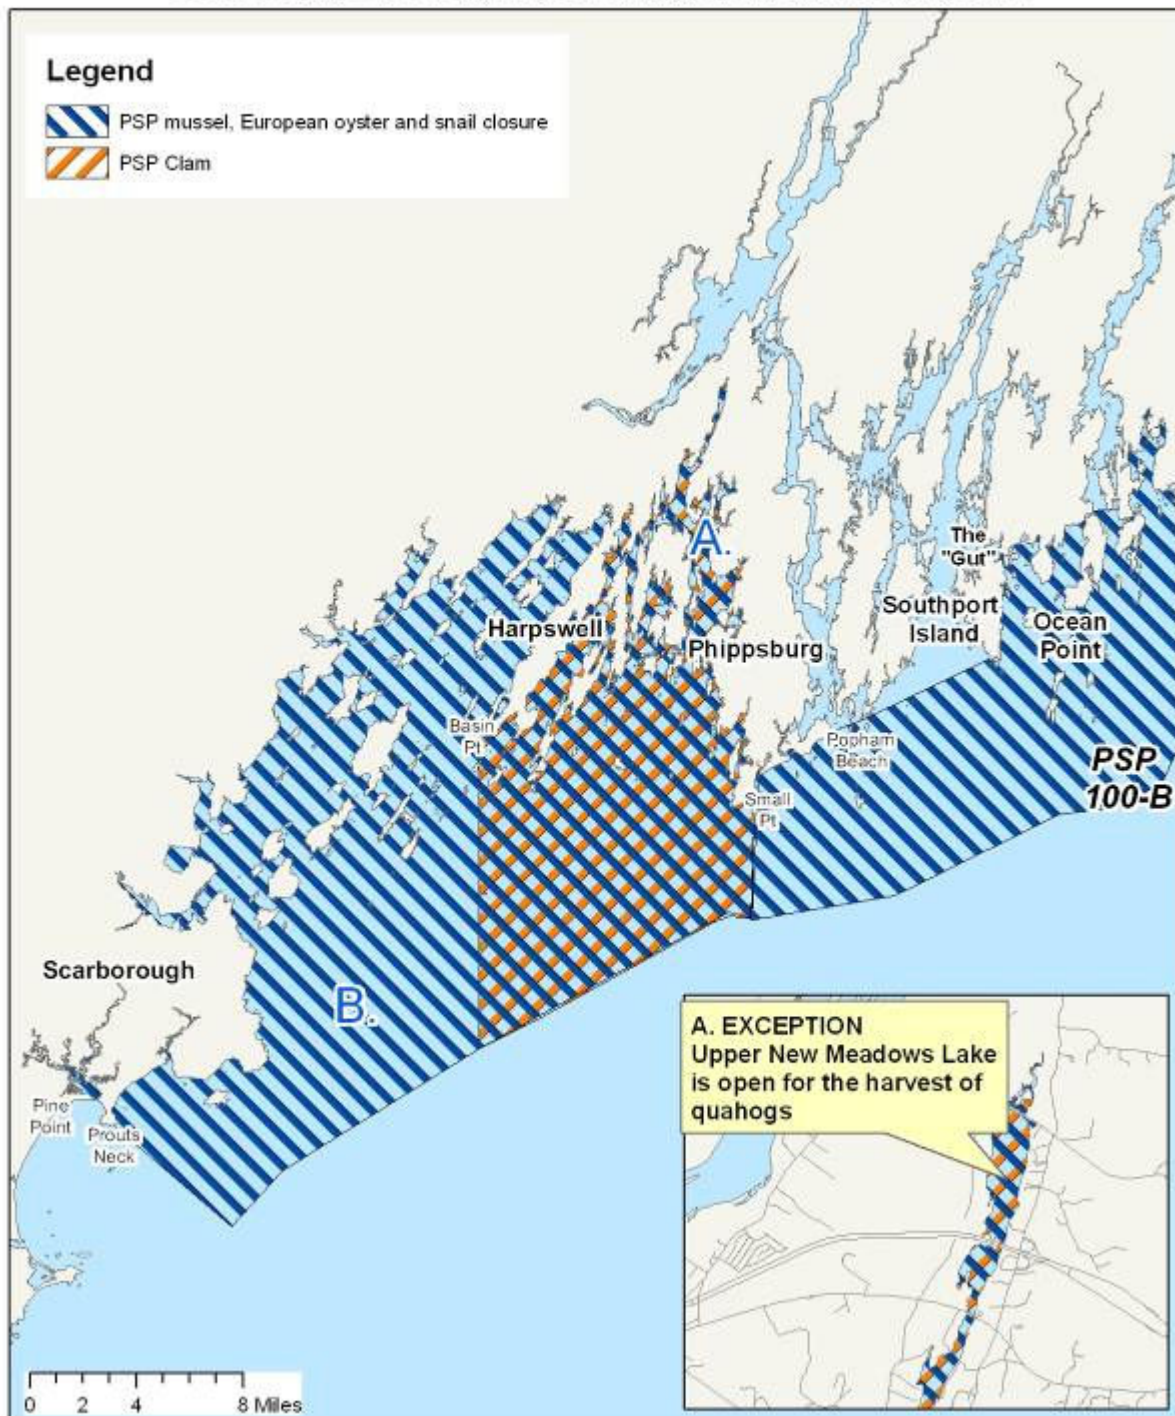 Legend
PSP mussel, European oyster and snail closure
PSP Clam
A.
The
"Gut"
Southport
Island
Ocean
Point
Harpswell
Phippsburg
Basin
Pt
Popham
Beach
Small
Pt
PSP
100-B
Scarborough
B.
Pine
Point
Prouts
Neck
A. EXCEPTION
Upper New Meadows Lake
is open for the harvest of
quahogs
0 2 4 8 Miles